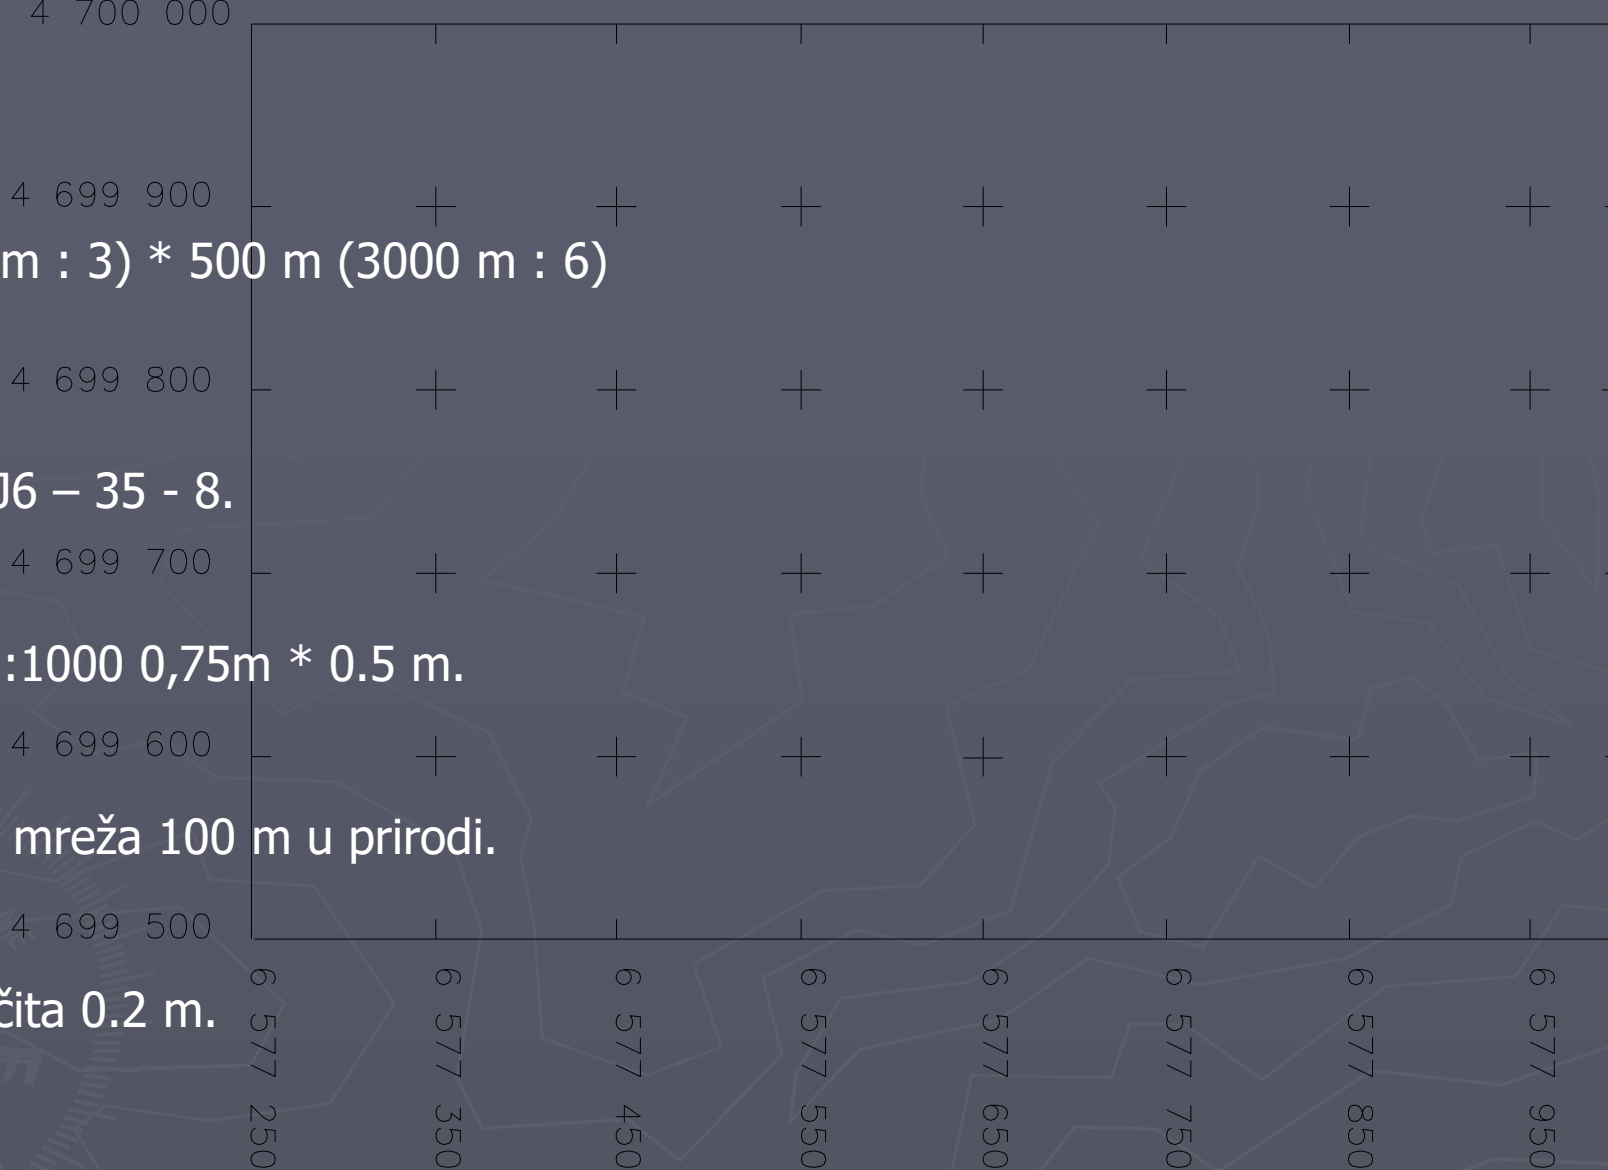 4 700 000
4 699 900
m : 3) * 500 m (3000 m : 6)
4 699 800
J6 – 35 - 8.
4 699 700
:1000 0,75m * 0.5 m.
4 699 600
mreža 100 m u prirodi.
4 699 500
čita 0.2 m.
6 577 250
6 577 350
6 577 450
6 577 550
6 577 650
6 577 750
6 577 850
6 577 950
E